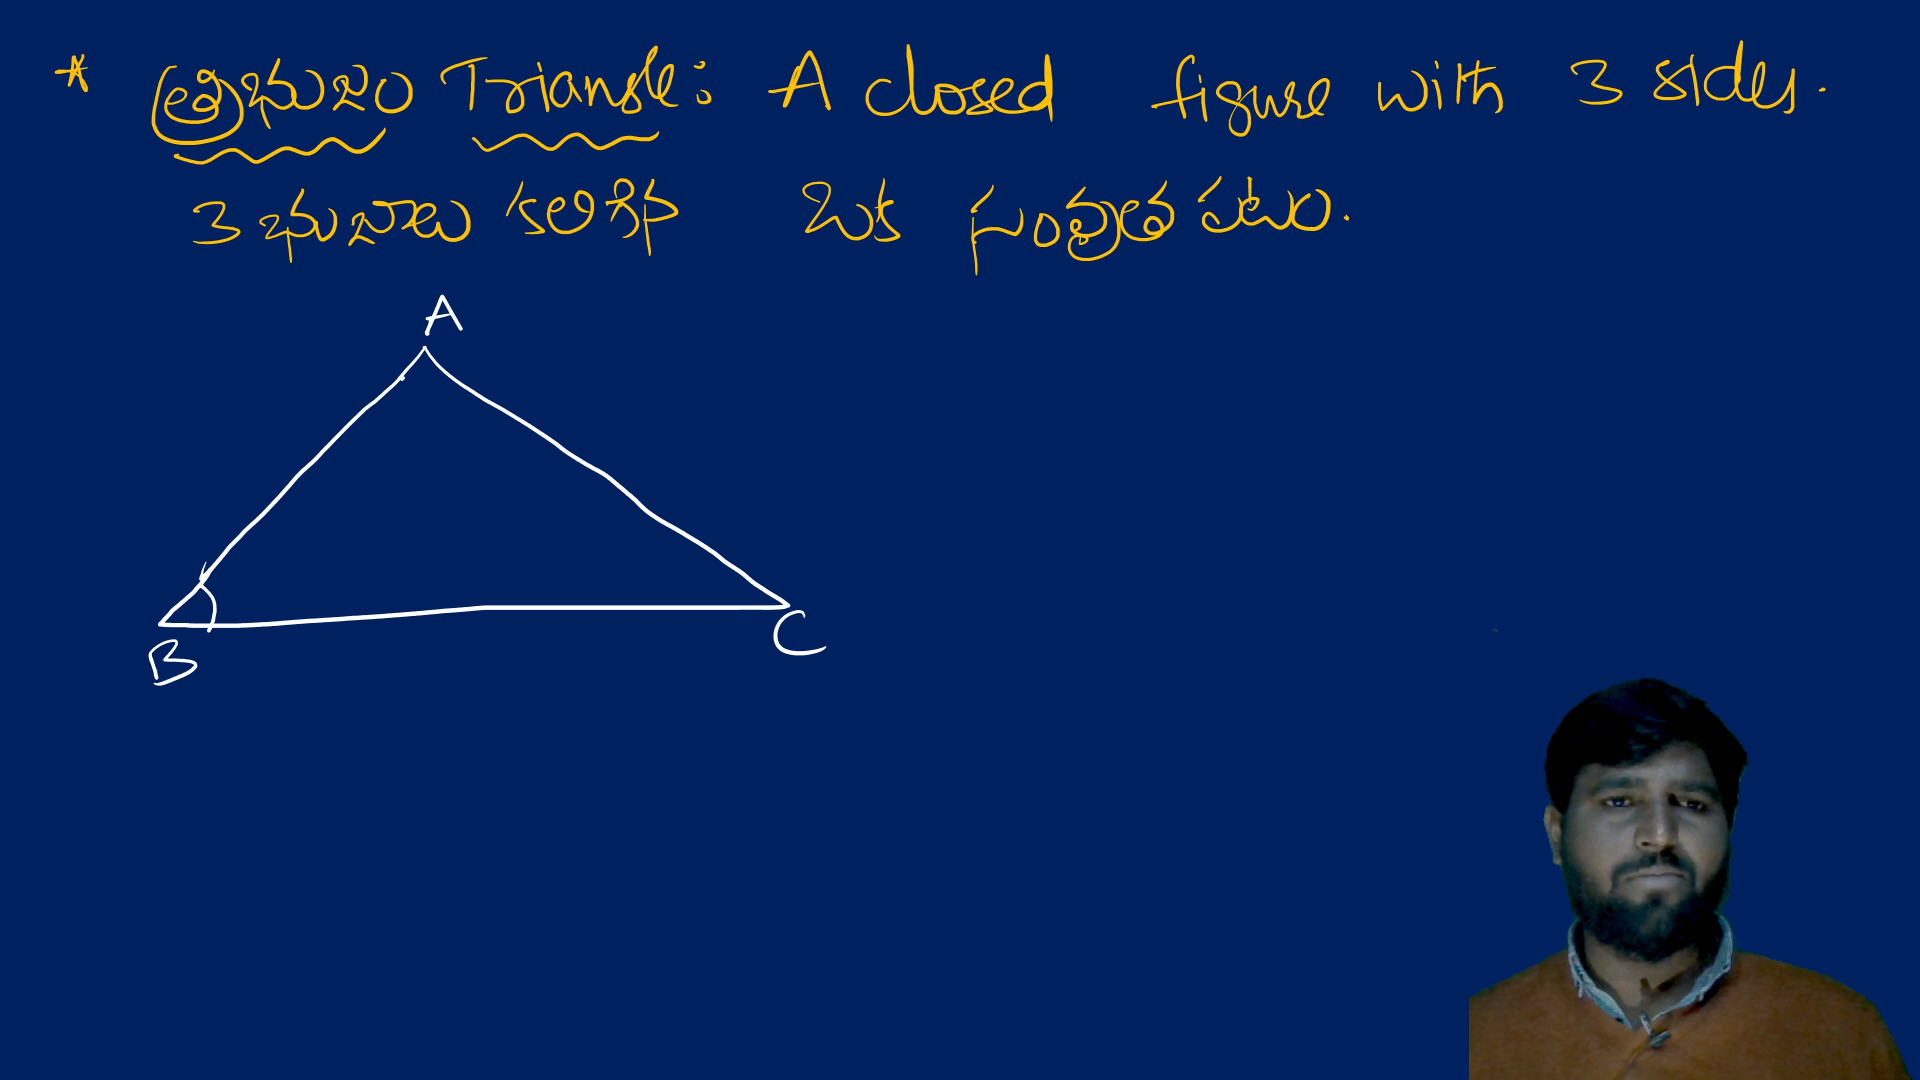 * త్రిభుజం Triangle: A closed figure with 3 sides.
3 భుజాలు కలిగిన ఒక సంవృత పటం.
A
B
C